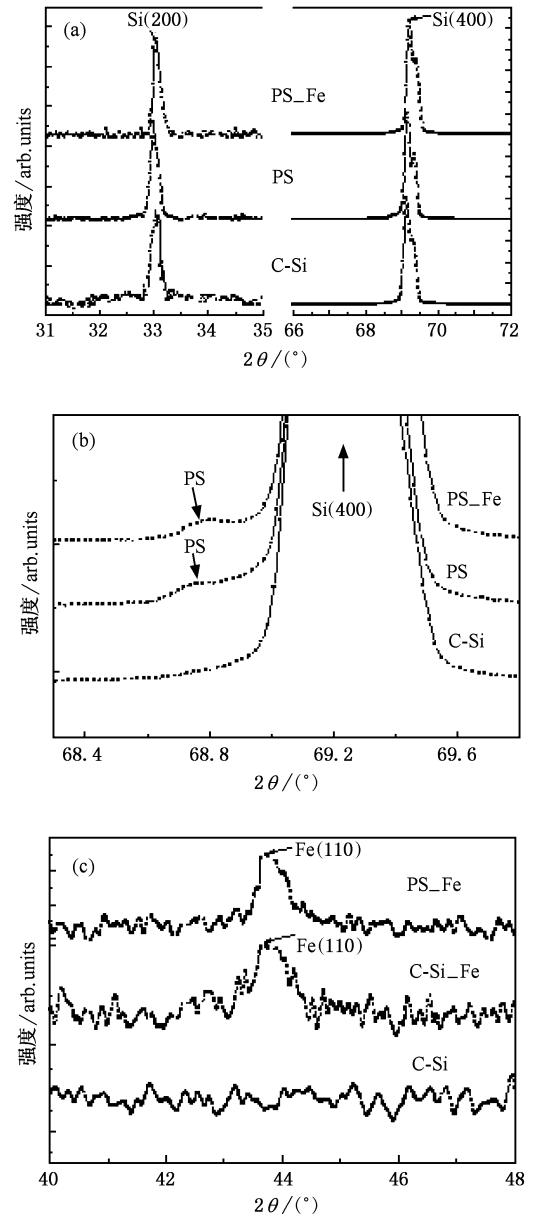 (a)
Si(200)
Si(400)
PS_Fe
PS
C-Si
强度/arb.units
31 32 33 34 35 66 68 70 72
2θ/(°)
(b)
PS
PS
Si(400)
PS_Fe
PS
C-Si
强度/arb.units
68.4 68.8 69.2 69.6
2θ/(°)
(c)
Fe(110)
PS_Fe
Fe(110)
C-Si_Fe
C-Si
强度/arb.units
40 42 44 46 48
2θ/(°)